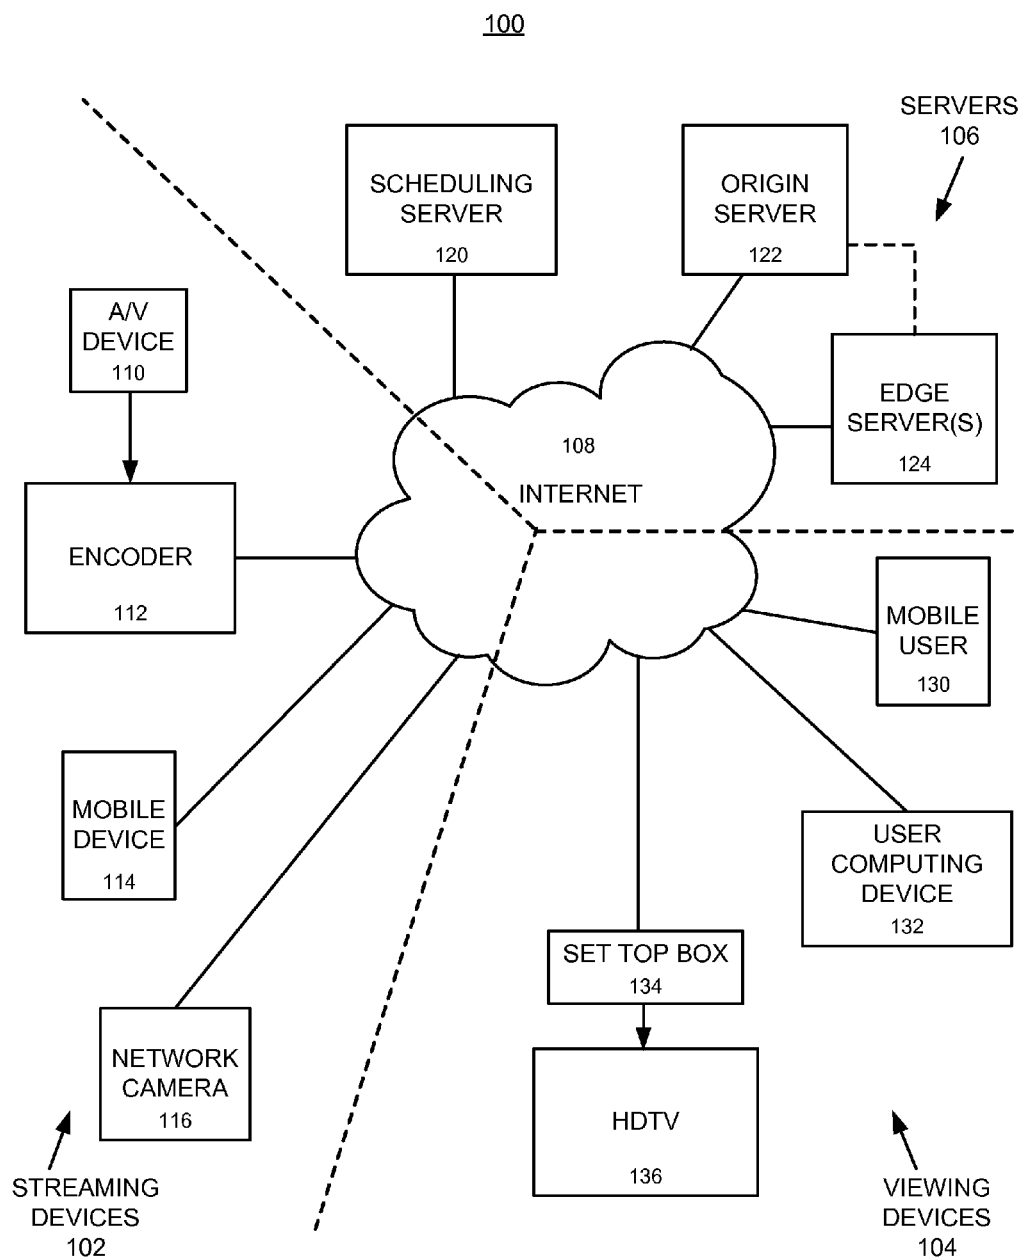 100
SERVERS
106
SCHEDULING
SERVER
120
ORIGIN
SERVER
122
A/V
DEVICE
110
EDGE
SERVER(S)
124
108
INTERNET
ENCODER
112
MOBILE
USER
130
MOBILE
DEVICE
114
USER
COMPUTING
DEVICE
132
SET TOP BOX
134
NETWORK
CAMERA
116
HDTV
136
STREAMING
DEVICES
102
VIEWING
DEVICES
104